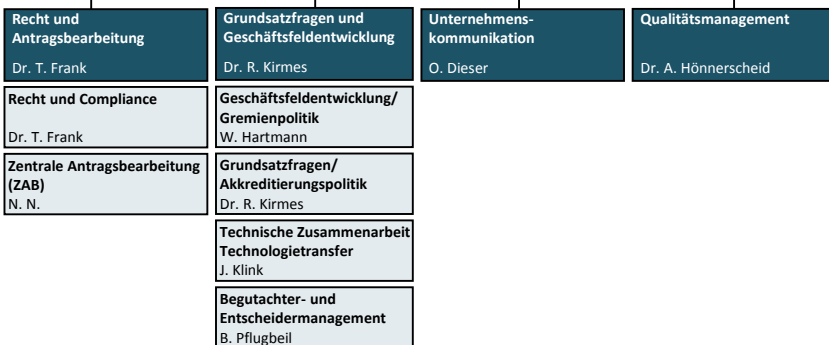 Recht und
Antragsbearbeitung
Dr. T. Frank
Grundsatzfragen und
Geschäftsfeldentwicklung
Dr. R. Kirmes
Unternehmens-
kommunikation
O. Dieser
Qualitätsmanagement
Dr. A. Hönnerscheid
Recht und Compliance
Dr. T. Frank
Zentrale Antragsbearbeitung
(ZAB)
N. N.
Geschäftsfeldentwicklung/
Gremienpolitik
W. Hartmann
Grundsatzfragen/
Akkreditierungspolitik
Dr. R. Kirmes
Technische Zusammenarbeit
Technologietransfer
J. Klink
Begutachter- und
Entscheidermanagement
B. Pflugbeil